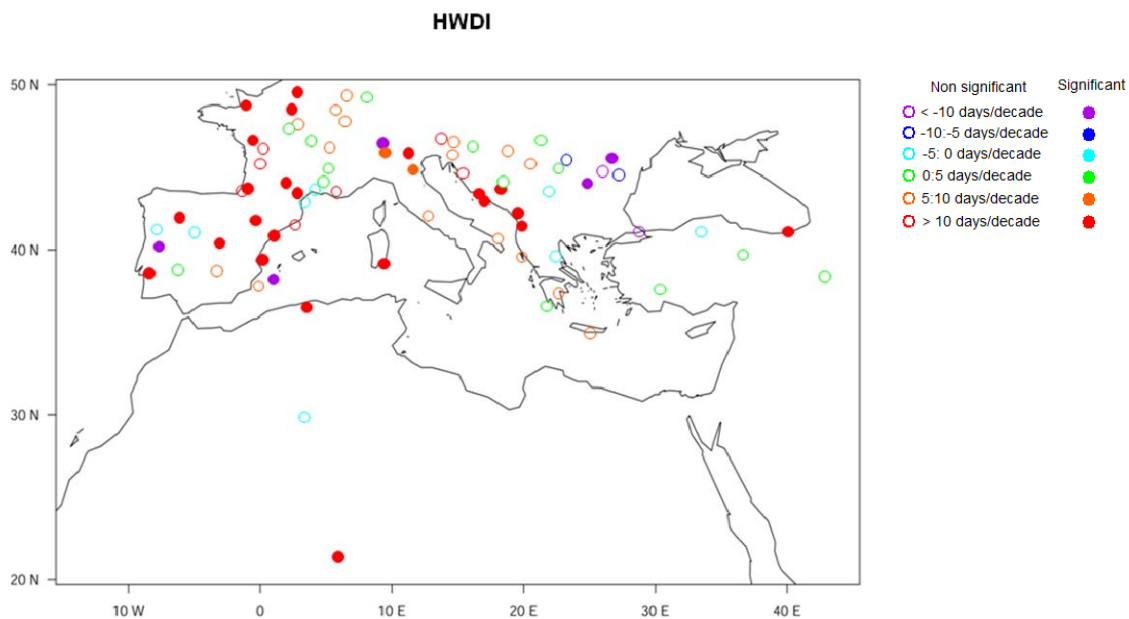 HWDI
50 N
40 N
30 N
20 N
10 W 0 10 E 20 E 30 E 40 E
Non significant Significant
< -10 days/decade
-10:-5 days/decade
-5: 0 days/decade
0:5 days/decade
5:10 days/decade
> 10 days/decade